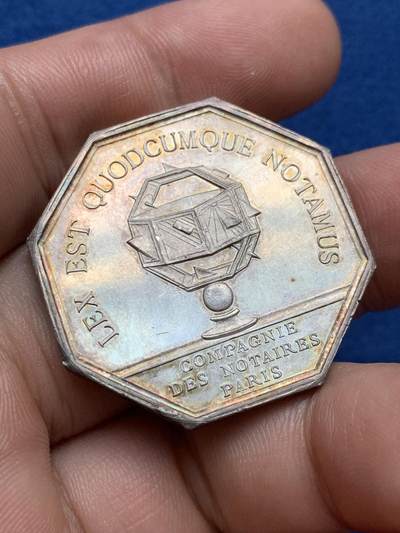 LEX EST QUODCUMQUE NOTAMUS
COMPAGNIE
DES NOTAIRES
PARIS